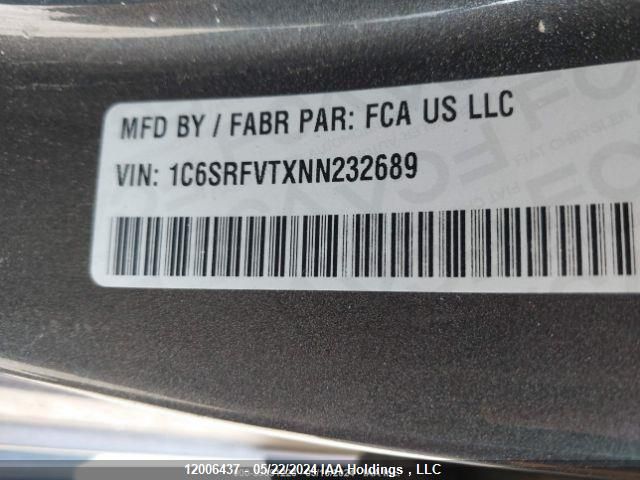 MFD BY / FABR PAR: FCA US LLC
VIN: 1C6SRFVTXNN232689
12006437 - 05/22/2024 IAA Holdings , LLC